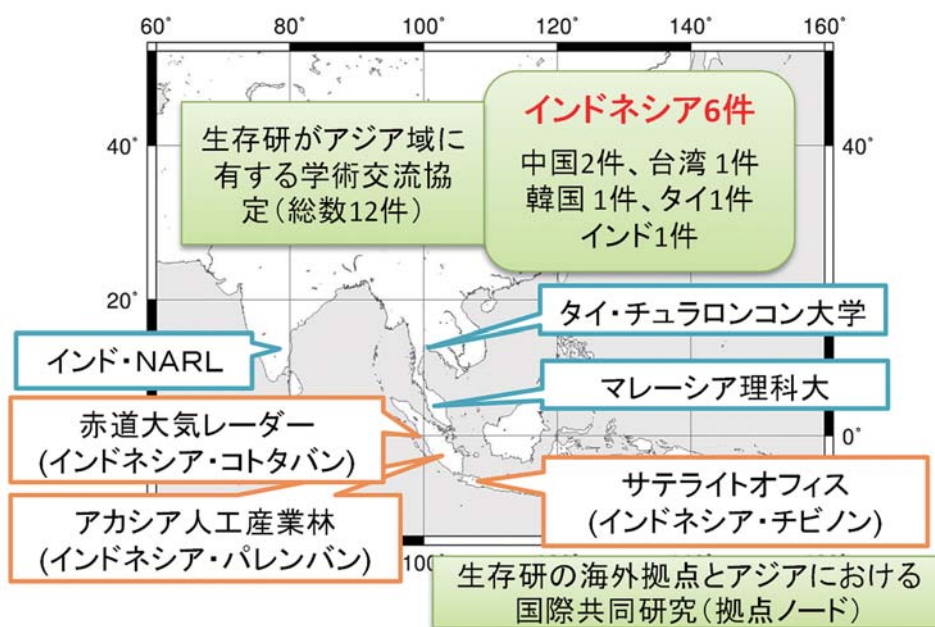 60° 80° 100° 120° 140° 160°
生存研がアジア域に
有する学術交流協
定(総数12件)
インドネシア6件
中国2件、台湾 1件
韓国 1件、タイ1件
インド1件
40° 40°
20°
タイ・チュラロンコン大学
インド・NARL
マレーシア理科大
赤道大気レーダー
(インドネシア・コトタバン)
0°
サテライトオフィス
(インドネシア・チビノン)
アカシア人工産業林
(インドネシア・パレンバン)
100°
生存研の海外拠点とアジアにおける
国際共同研究(拠点ノード)